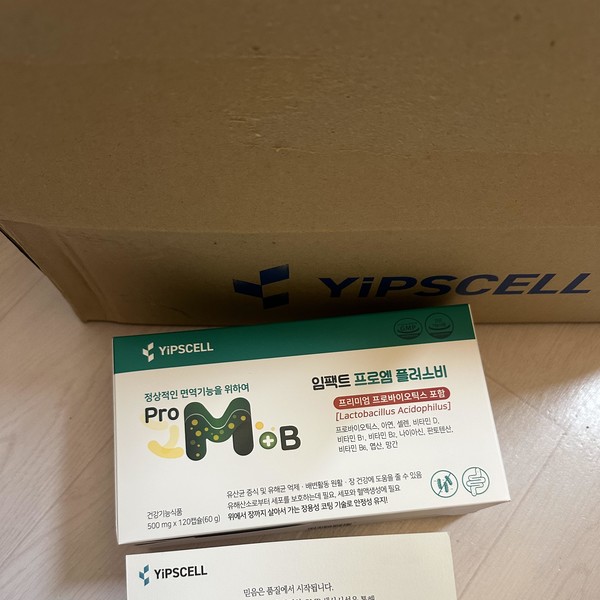 YiPSCELL
YiPSCELL
정상적인 면역기능을 위하여
Pro
M+B
임팩트 프로엠 플러스비
프리미엄 프로바이오틱스 포함
[Lactobacillus Acidophilus]
프로바이오틱스, 아연, 셀렌, 비타민 D,
비타민 B₁, 비타민 B₂, 나이아신, 판토텐산,
비타민 B₆, 엽산, 망간
건강기능식품
500 mg x 120캡슐(60 g)
유산균 증식 및 유해균 억제 · 배변활동 원활 · 장 건강에 도움을 줄 수 있음
유해산소로부터 세포를 보호하는데 필요, 세포와 혈액생성에 필요
위에서 장까지 살아서 가는 장용성 코팅 기술로 안정성 유지!
YiPSCELL
믿음은 품질에서 시작됩니다.